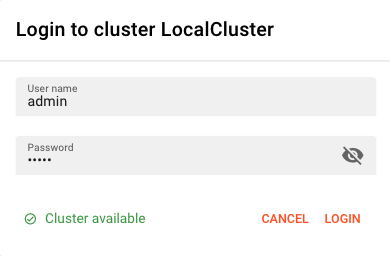 Login to cluster LocalCluster
User name
admin
Password
•••••
Cluster available
CANCEL LOGIN